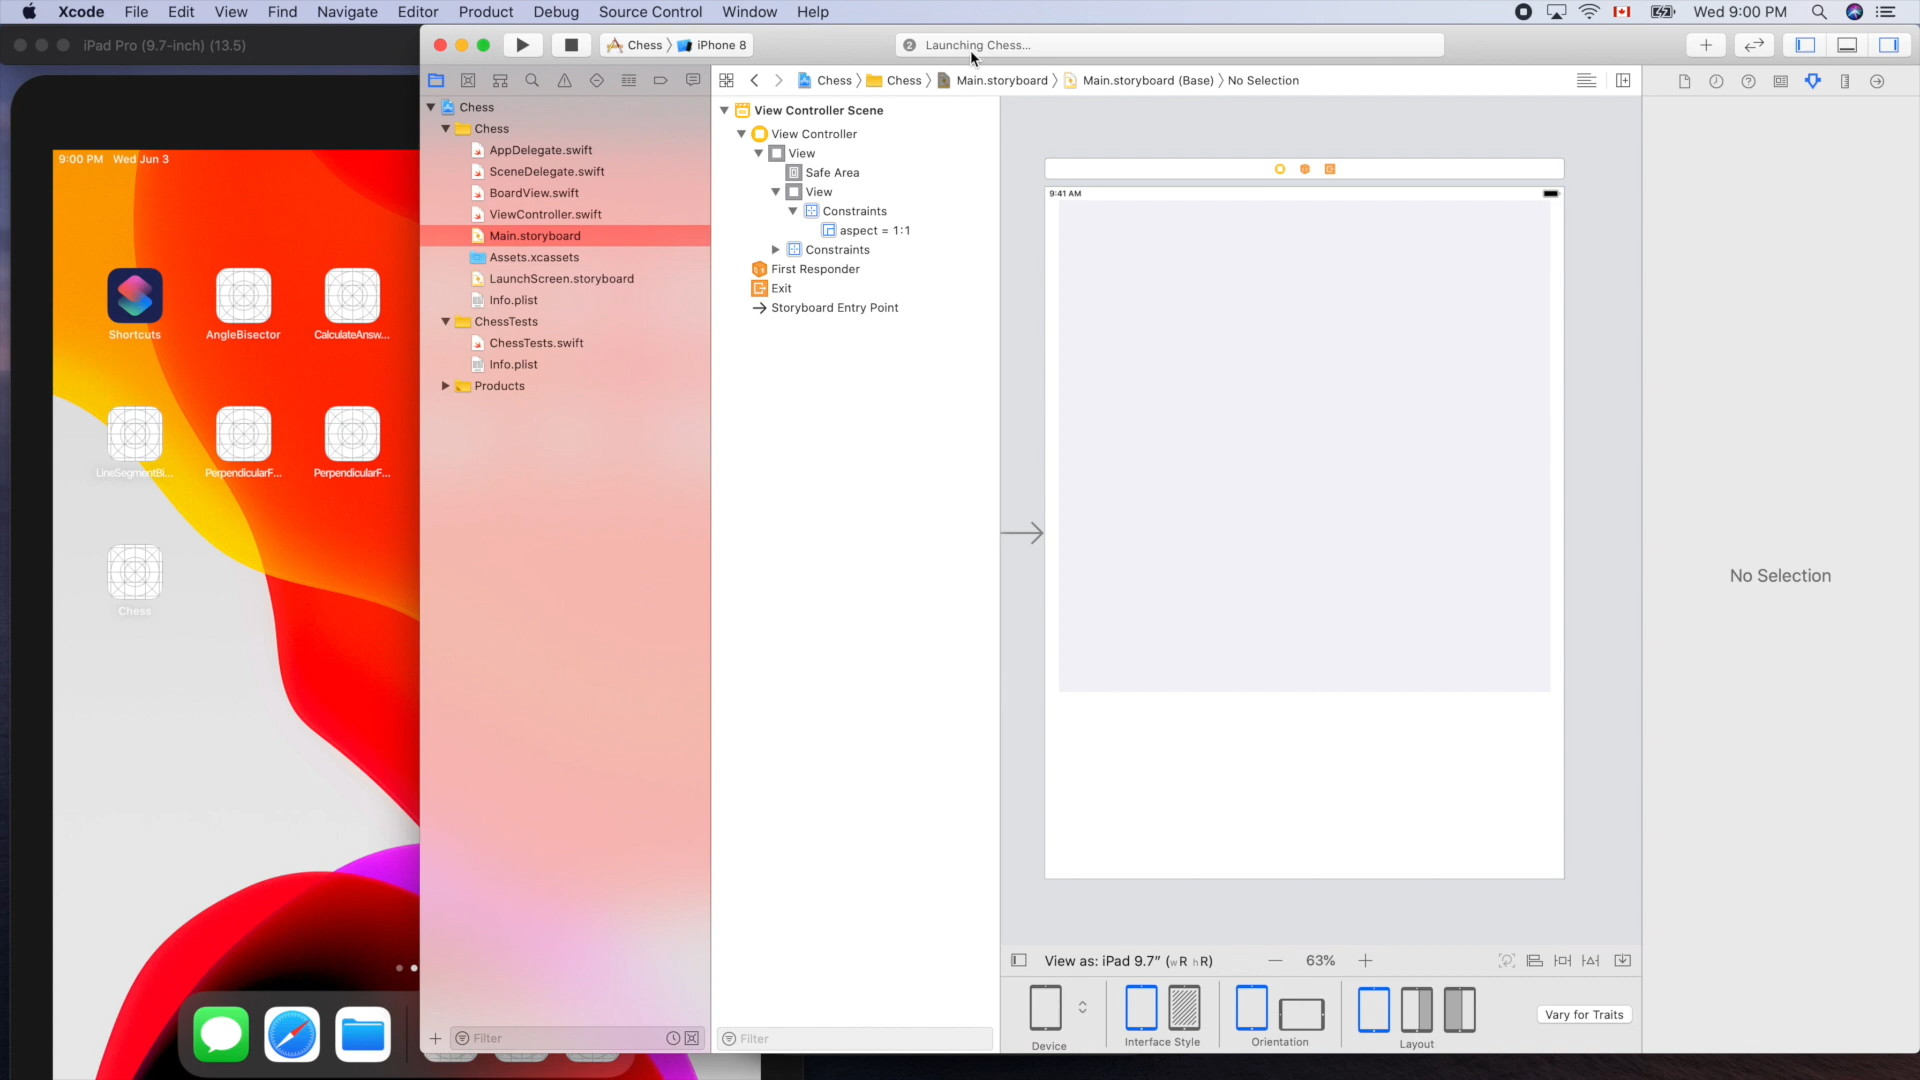 Xcode File Edit View Find Navigate Editor Product Debug Source Control Window Help Wed 9:00 PM
iPad Pro (9.7-inch) (13.5)
Chess iPhone 8
2 Launching Chess...
Chess Chess Main.storyboard Main.storyboard (Base) No Selection
9:00 PM Wed Jun 3
Shortcuts
AngleBisector
CalculateAnsw...
LineSegmentBi...
PerpendicularF...
PerpendicularF...
Chess
Chess
Chess
AppDelegate.swift
SceneDelegate.swift
BoardView.swift
ViewController.swift
Main.storyboard
Assets.xcassets
LaunchScreen.storyboard
Info.plist
ChessTests
ChessTests.swift
Info.plist
Products
Filter
View Controller Scene
View Controller
View
Safe Area
View
Constraints
aspect = 1:1
Constraints
First Responder
Exit
Storyboard Entry Point
Filter
9:41 AM
View as: iPad 9.7" (wR hR)
63%
Device
Interface Style
Orientation
Layout
Vary for Traits
No Selection